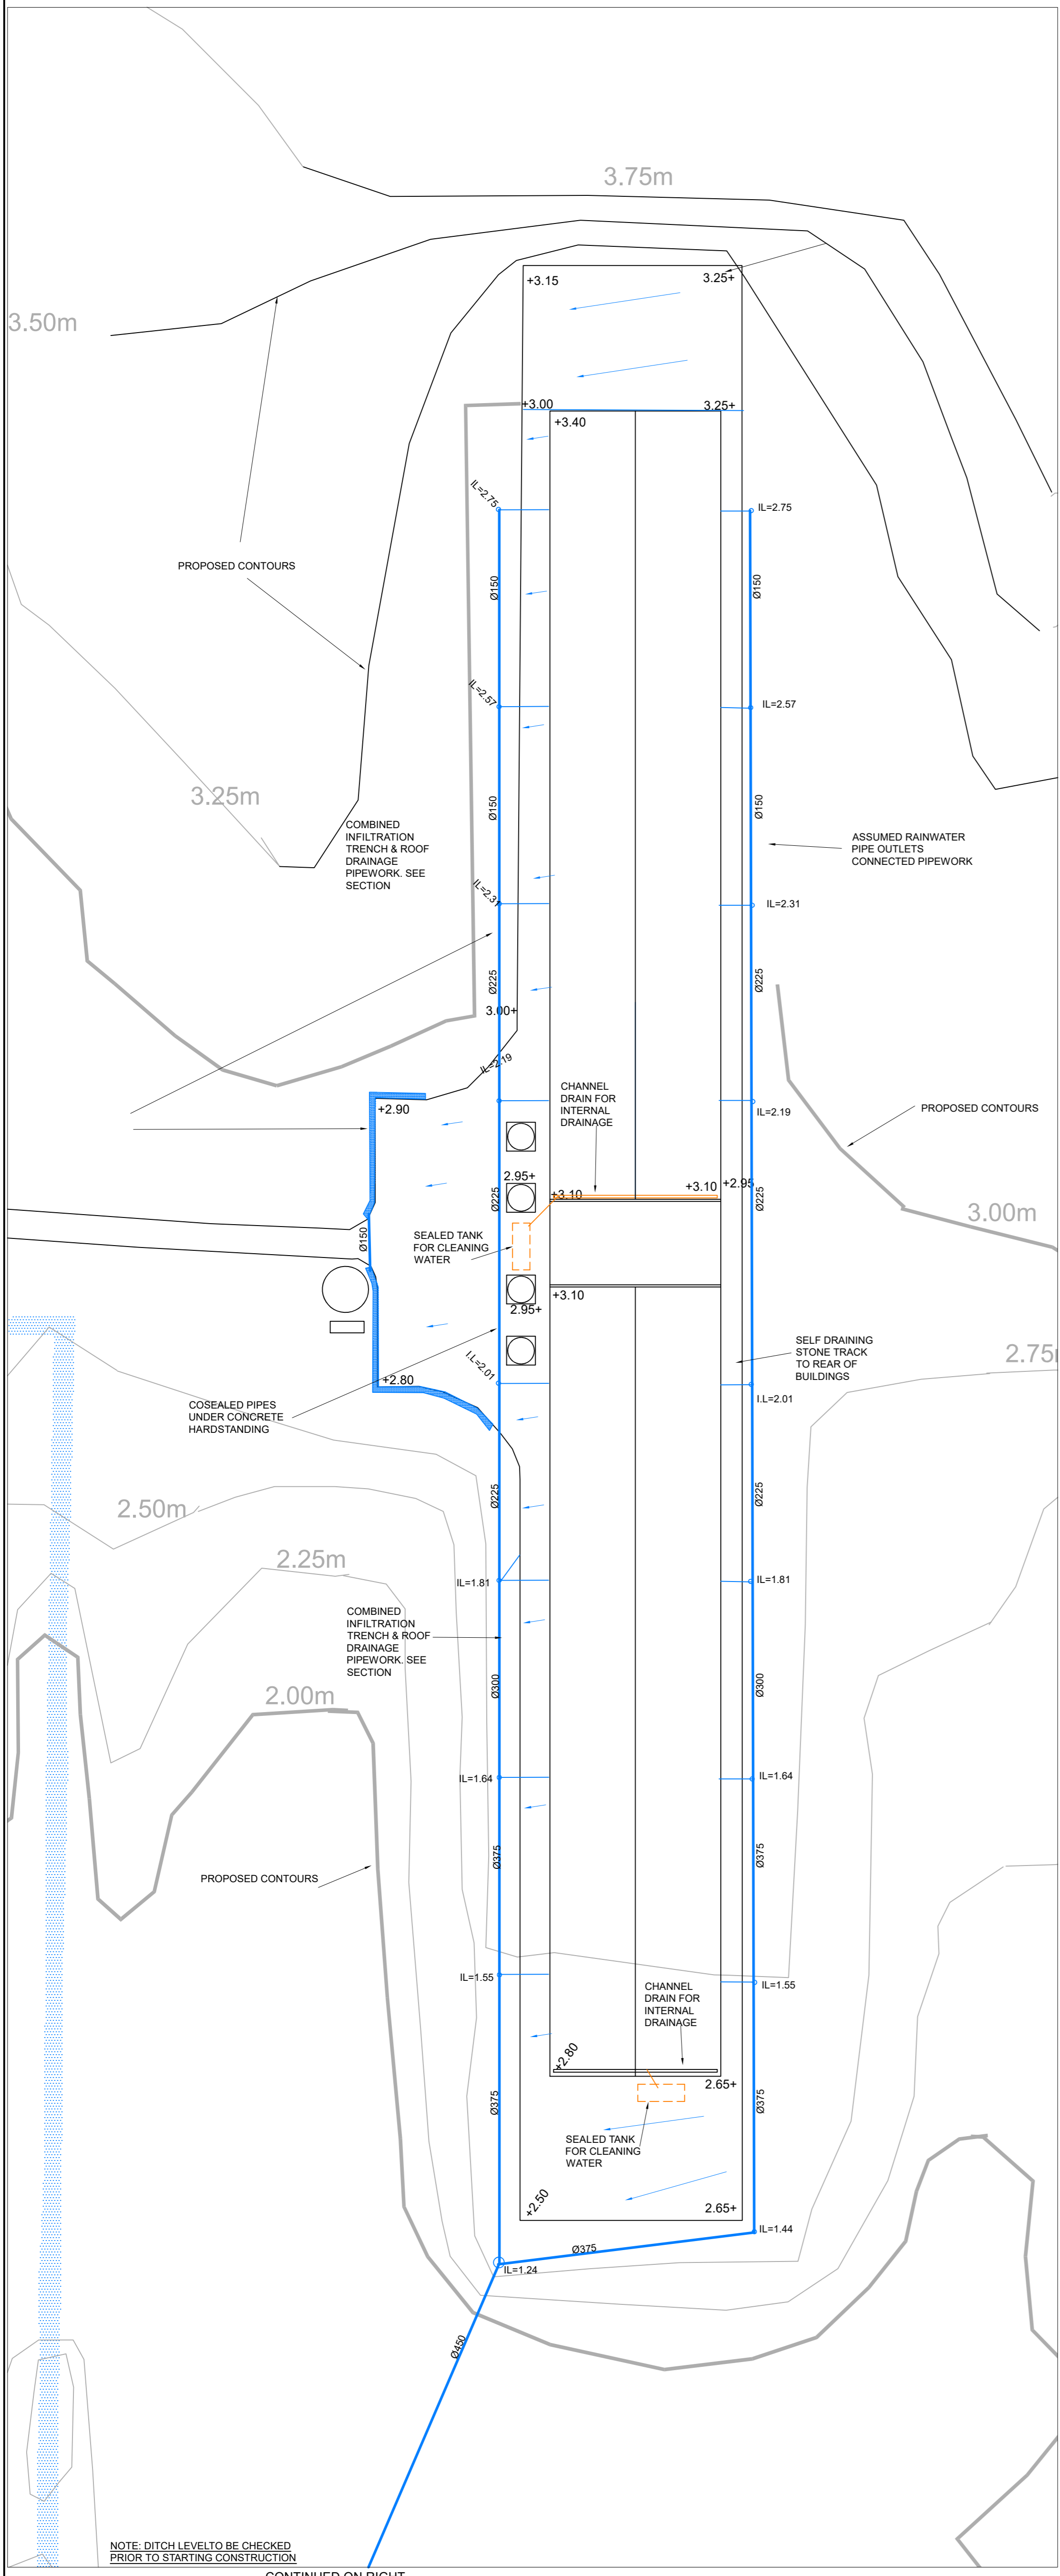 3.75m
+3.15
3.25+
3.50m
+3.00
3.25+
+3.40
IL=2.75
IL=2.75
PROPOSED CONTOURS
Ø150
Ø150
IL=2.57
IL=2.57
3.25m
Ø150
Ø150
COMBINED
INFILTRATION
TRENCH & ROOF
DRAINAGE
PIPEWORK. SEE
SECTION
ASSUMED RAINWATER
PIPE OUTLETS
CONNECTED PIPEWORK
IL=2.31
IL=2.31
Ø225
Ø225
3.00+
IL=2.19
CHANNEL
DRAIN FOR
INTERNAL
DRAINAGE
+2.90
IL=2.19
PROPOSED CONTOURS
2.95+
+3.10
+3.10
+2.95
Ø225
Ø225
3.00m
Ø150
SEALED TANK
FOR CLEANING
WATER
+3.10
2.95+
SELF DRAINING
STONE TRACK
TO REAR OF
BUILDINGS
2.75m
I.L=2.01
+2.80
I.L=2.01
COSEALED PIPES
UNDER CONCRETE
HARDSTANDING
Ø225
Ø225
2.50m
2.25m
IL=1.81
IL=1.81
COMBINED
INFILTRATION
TRENCH & ROOF
DRAINAGE
PIPEWORK. SEE
SECTION
Ø300
Ø300
2.00m
IL=1.64
IL=1.64
Ø375
Ø375
PROPOSED CONTOURS
IL=1.55
IL=1.55
CHANNEL
DRAIN FOR
INTERNAL
DRAINAGE
+2.80
2.65+
Ø375
Ø375
SEALED TANK
FOR CLEANING
WATER
+2.50
2.65+
IL=1.44
Ø375
IL=1.24
Ø450
NOTE: DITCH LEVELTO BE CHECKED
PRIOR TO STARTING CONSTRUCTION
CONTINUED ON RIGHT